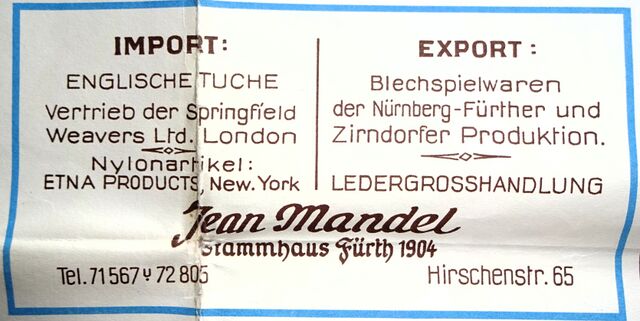 IMPORT:
ENGLISCHE TUCHE
Vertrieb der Springfield
Weavers Ltd. London
Nylonartikel:
ETNA PRODUCTS, New.York
EXPORT :
Blechspielwaren
der Nürnberg-Fürther und
Zirndorfer Produktion.
LEDERGROSSHANDLUNG
Jean Mandel
Stammhaus Fürth 1904
Tel. 71567 u 72805
Hirschenstr. 65